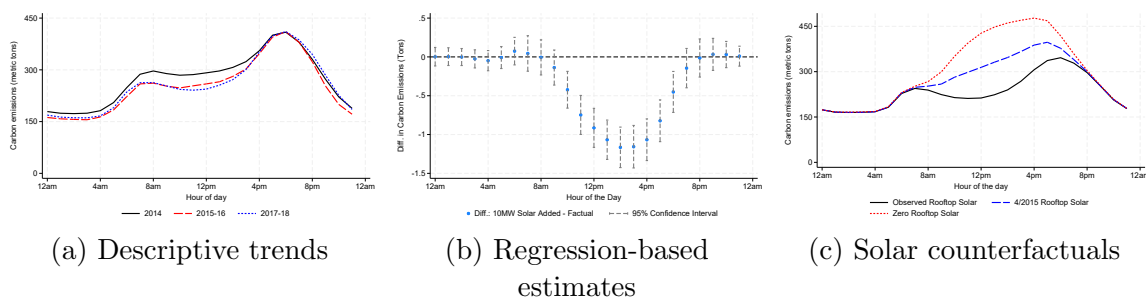 450
300
150
0
Carbon emissions (metric tons)
12am 4am 8am 12pm 4pm 8pm 12am
Hour of day
2014 2015-16 2017-18
(a) Descriptive trends
.5
0
-.5
-1
-1.5
Diff. in Carbon Emissions (Tons)
12am 4am 8am 12pm 4pm 8pm 12am
Hour of the Day
Diff.: 10MW Solar Added - Factual 95% Confidence Interval
(b) Regression-based
estimates
450
300
150
0
Carbon emissions (metric tons)
12am 4am 8am 12pm 4pm 8pm 12am
Hour of the day
Observed Rooftop Solar 4/2015 Rooftop Solar
Zero Rooftop Solar
(c) Solar counterfactuals